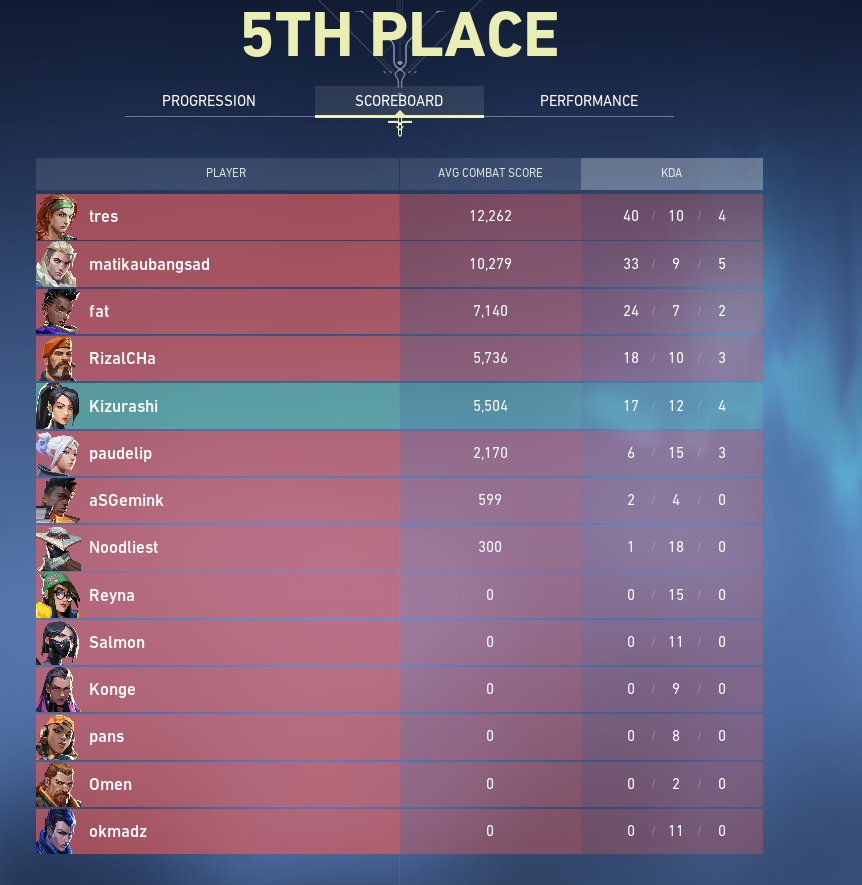 5TH PLACE
PROGRESSION SCOREBOARD PERFORMANCE
PLAYER AVG COMBAT SCORE KDA
tres 12,262 40 / 10 / 4
matikaubangsad 10,279 33 / 9 / 5
fat 7,140 24 / 7 / 2
RizalCHa 5,736 18 / 10 / 3
Kizurashi 5,504 17 / 12 / 4
paudelip 2,170 6 / 15 / 3
aSGemink 599 2 / 4 / 0
Noodliest 300 1 / 18 / 0
Reyna 0 0 / 15 / 0
Salmon 0 0 / 11 / 0
Konge 0 0 / 9 / 0
pans 0 0 / 8 / 0
Omen 0 0 / 2 / 0
okmadz 0 0 / 11 / 0